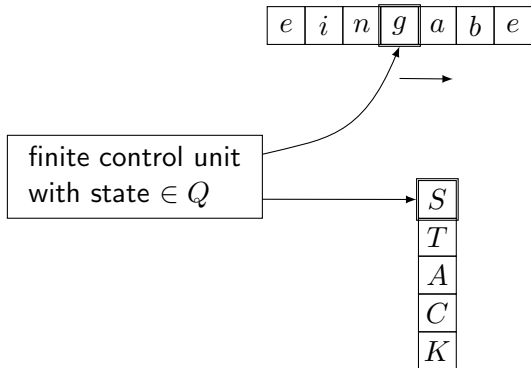 e i n g a b e
finite control unit
with state ∈ Q
S
T
A
C
K